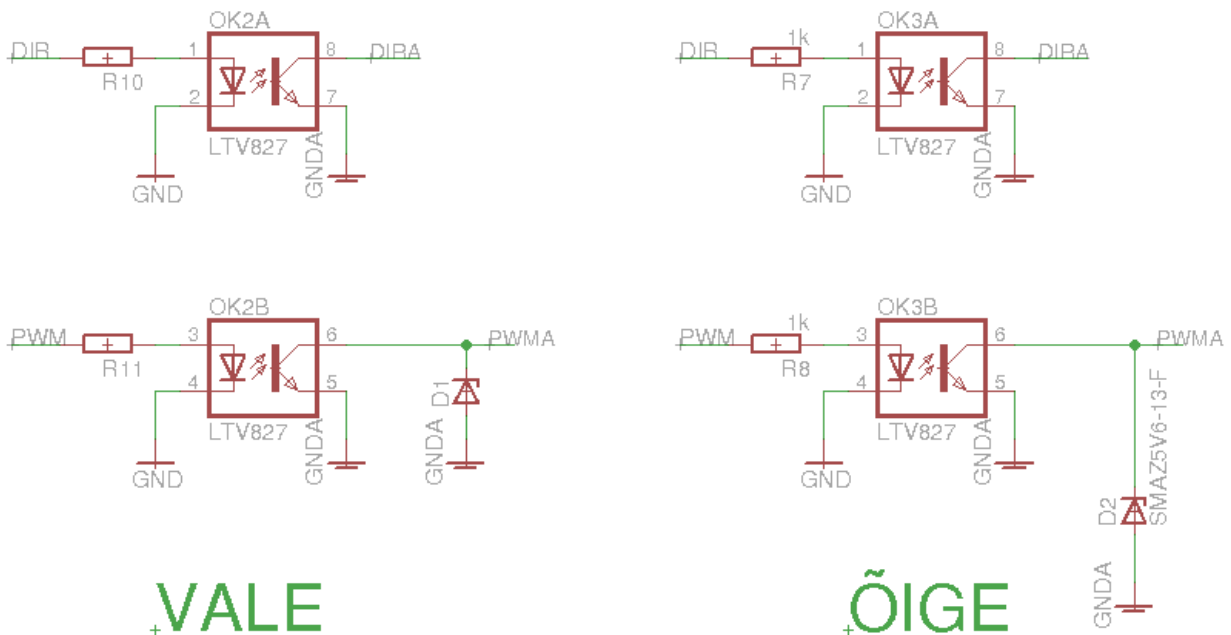 OK2A
DIR
1
8
DIRA
R10
2
7
LTV827
GNDA
GND
OK3A
DIR
1k
1
8
DIRA
R7
2
7
LTV827
GNDA
GND
OK2B
PWM
3
6
PWMA
R11
4
5
D1
LTV827
GNDA
GNDA
GND
OK3B
PWM
1k
3
6
PWMA
R8
4
5
LTV827
GNDA
GND
D2
SMAZ5V6-13-F
GNDA
VALE
ÕIGE